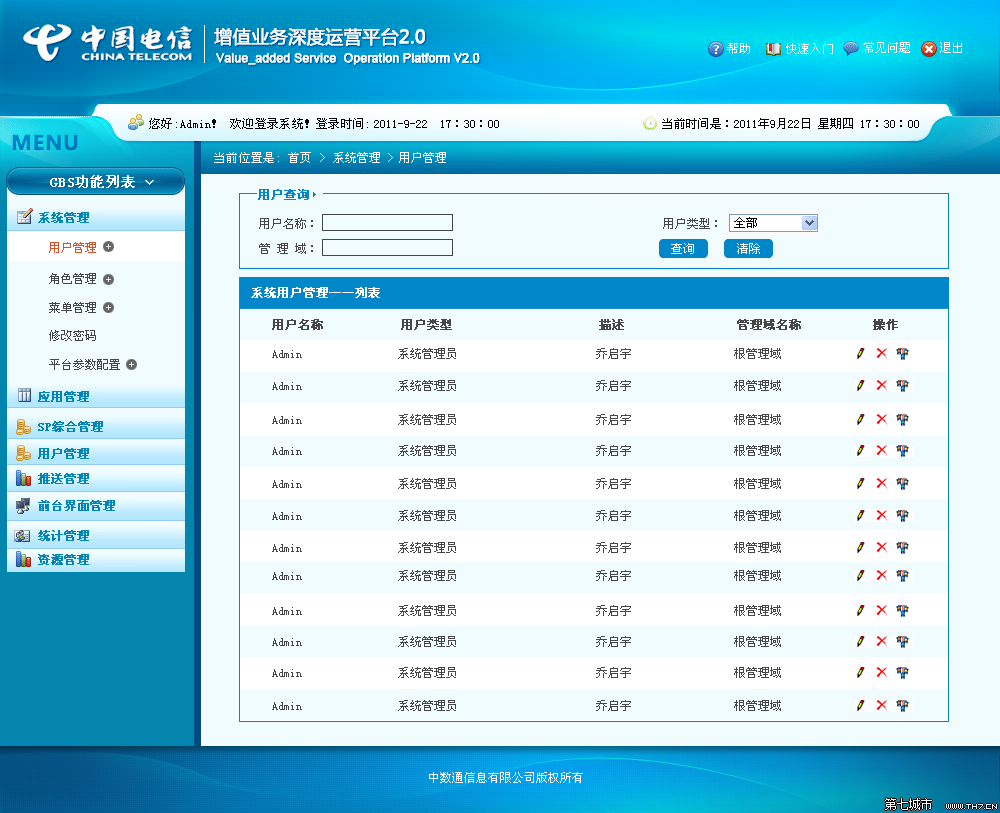 中国电信 增值业务深度运营平台2.0
CHINA TELECOM Value_added Service Operation Platform V2.0
帮助 快速入门 常见问题 退出
您好:Admin! 欢迎登录系统! 登录时间: 2011-9-22 17:30:00 当前时间是: 2011年9月22日 星期四 17:30:00
MENU
当前位置是: 首页 > 系统管理 > 用户管理
GBS功能列表
系统管理
用户管理
角色管理
菜单管理
修改密码
平台参数配置
应用管理
SP综合管理
用户管理
推送管理
前台界面管理
统计管理
资源管理
用户查询
用户名称: 用户类型: 全部
管 理 域: 查询 清除
系统用户管理——列表
用户名称 用户类型 描述 管理域名称 操作
Admin 系统管理员 乔启宇 根管理域
Admin 系统管理员 乔启宇 根管理域
Admin 系统管理员 乔启宇 根管理域
Admin 系统管理员 乔启宇 根管理域
Admin 系统管理员 乔启宇 根管理域
Admin 系统管理员 乔启宇 根管理域
Admin 系统管理员 乔启宇 根管理域
Admin 系统管理员 乔启宇 根管理域
Admin 系统管理员 乔启宇 根管理域
Admin 系统管理员 乔启宇 根管理域
Admin 系统管理员 乔启宇 根管理域
Admin 系统管理员 乔启宇 根管理域
中数通信息有限公司版权所有
第七城市 WWW.TH7.CN